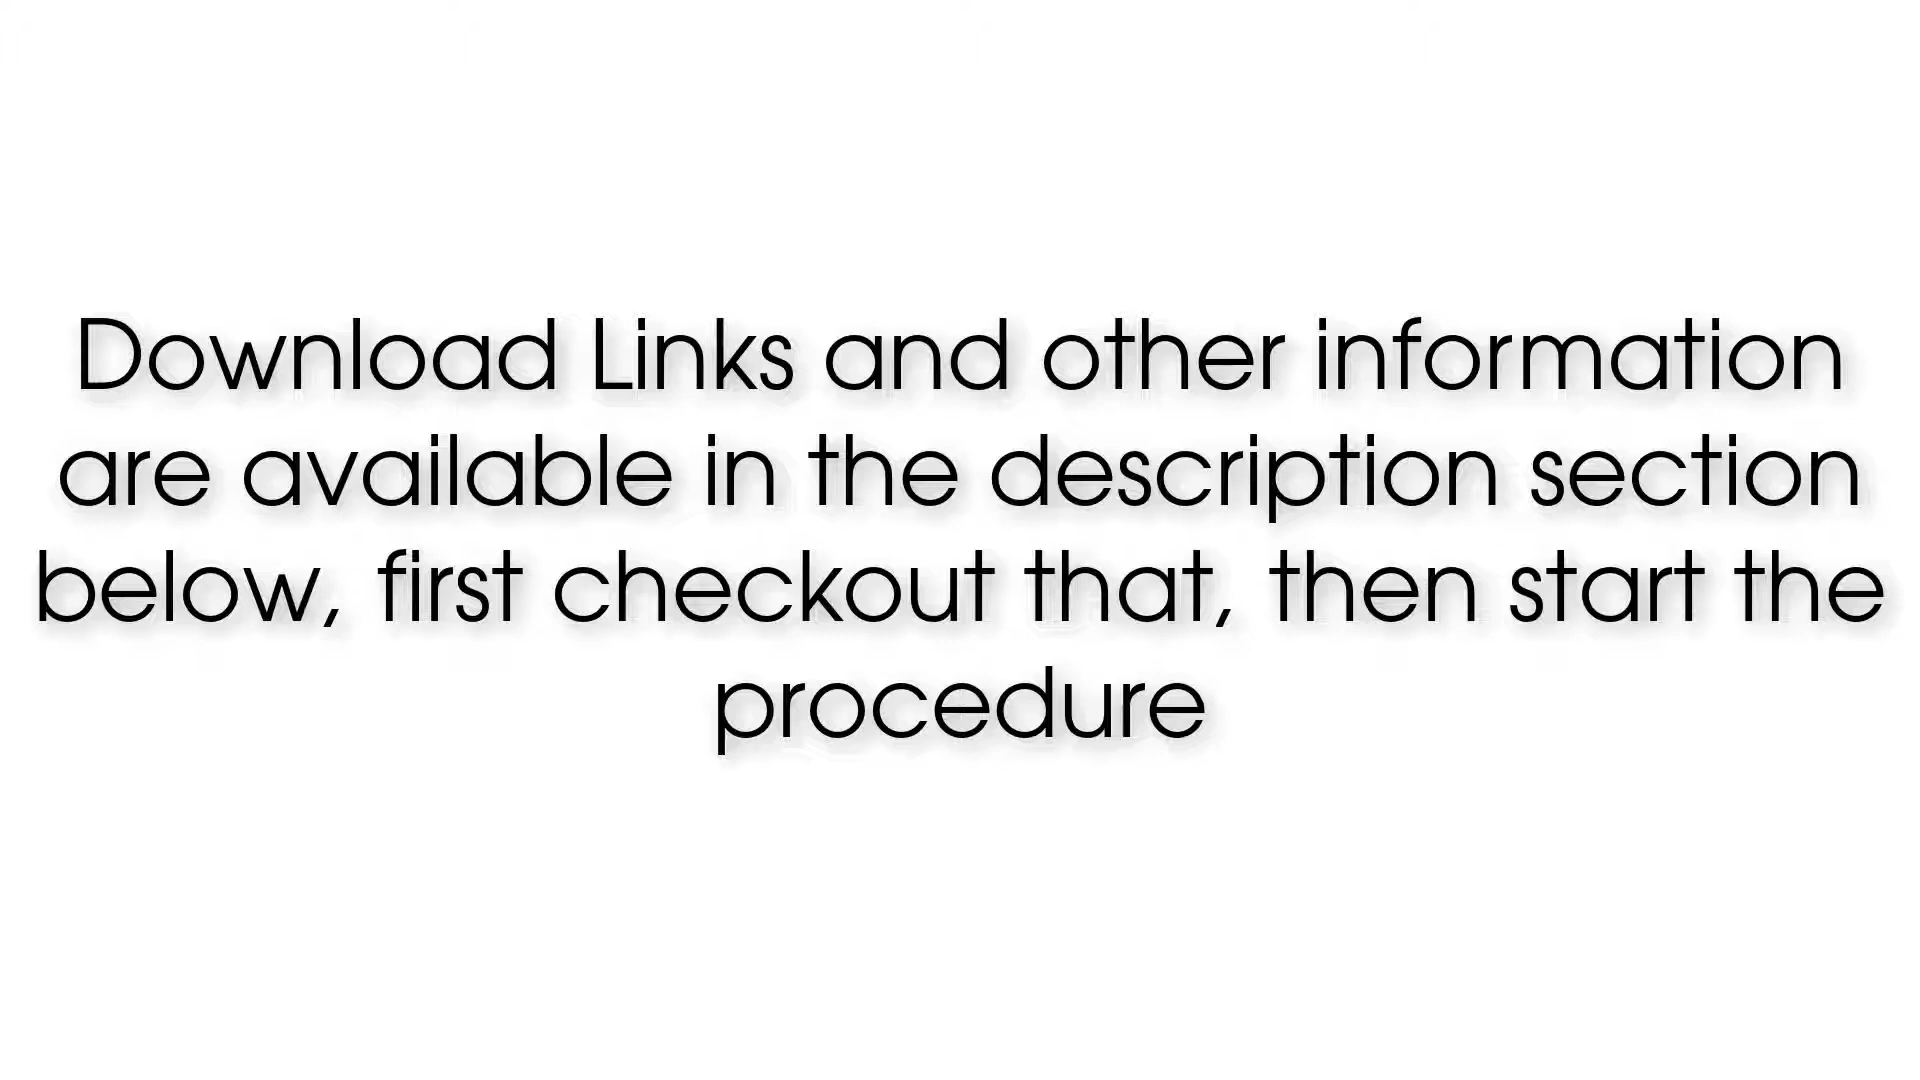 Download Links and other information
are available in the description section
below, first checkout that, then start the
procedure